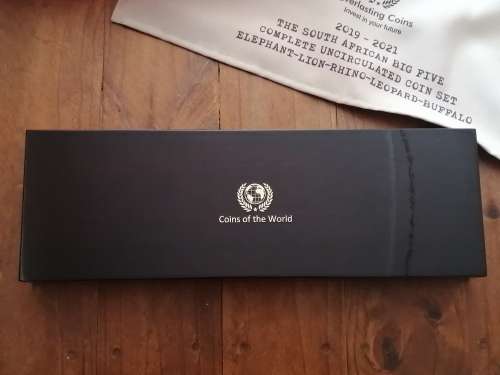 verlasting Coins
invest in your future
2019 - 2021
THE SOUTH AFRICAN BIG FIVE
COMPLETE UNCIRCULATED COIN SET
ELEPHANT-LION-RHINO-LEOPARD-BUFFALO
Coins of the World